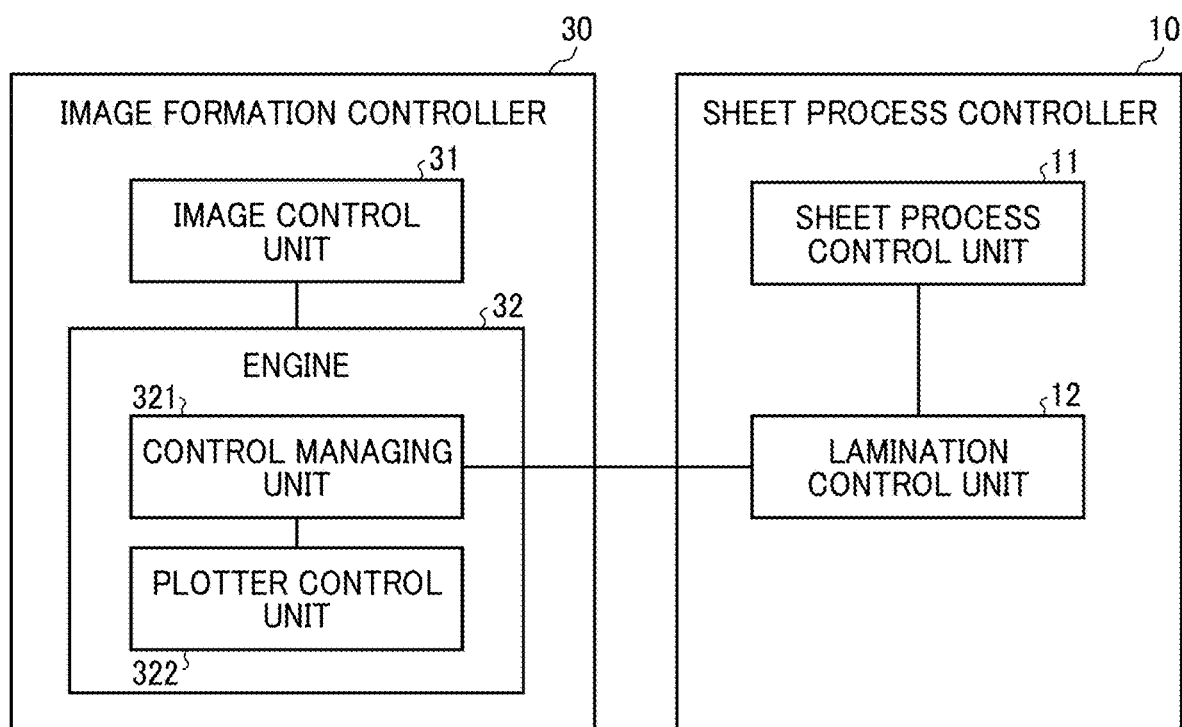 30
IMAGE FORMATION CONTROLLER
31
IMAGE CONTROL
UNIT
32
ENGINE
321
CONTROL MANAGING
UNIT
PLOTTER CONTROL
UNIT
322
10
SHEET PROCESS CONTROLLER
11
SHEET PROCESS
CONTROL UNIT
12
LAMINATION
CONTROL UNIT